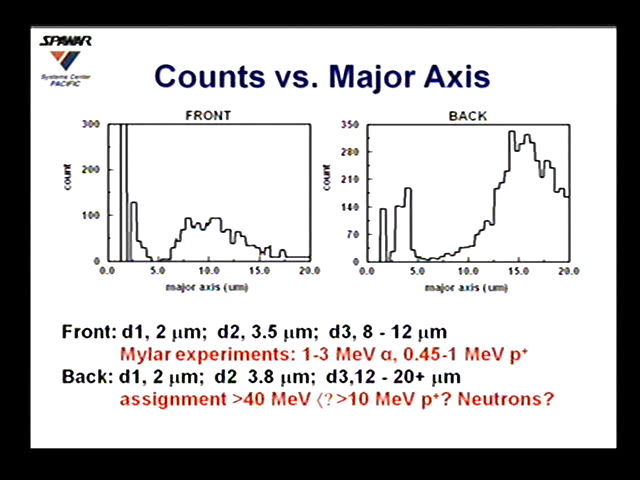 SPAWAR
Systems Center
PACIFIC
Counts vs. Major Axis
FRONT
300
200
100
0
count
0.0 5.0 10.0 15.0 20.0
major axis (um)
BACK
350
280
210
140
70
0
count
0.0 5.0 10.0 15.0 20.0
major axis (um)
Front: d1, 2 μm; d2, 3.5 μm; d3, 8 - 12 μm
Mylar experiments: 1-3 MeV α, 0.45-1 MeV p⁺
Back: d1, 2 μm; d2 3.8 μm; d3,12 - 20+ μm
assignment >40 MeV ⟨? >10 MeV p⁺? Neutrons?